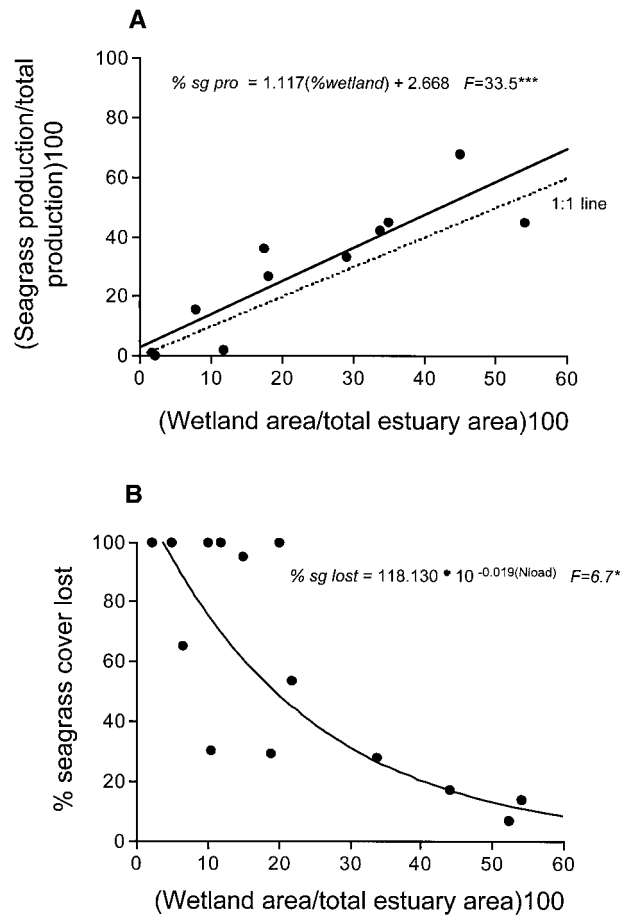 A
% sg pro = 1.117(%wetland) + 2.668 F=33.5***
(Seagrass production/total
production)100
100
80
60
40
20
0
1:1 line
0 10 20 30 40 50 60
(Wetland area/total estuary area)100
B
% sg lost = 118.130 * 10 -0.019(Nload) F=6.7*
% seagrass cover lost
100
80
60
40
20
0
0 10 20 30 40 50 60
(Wetland area/total estuary area)100